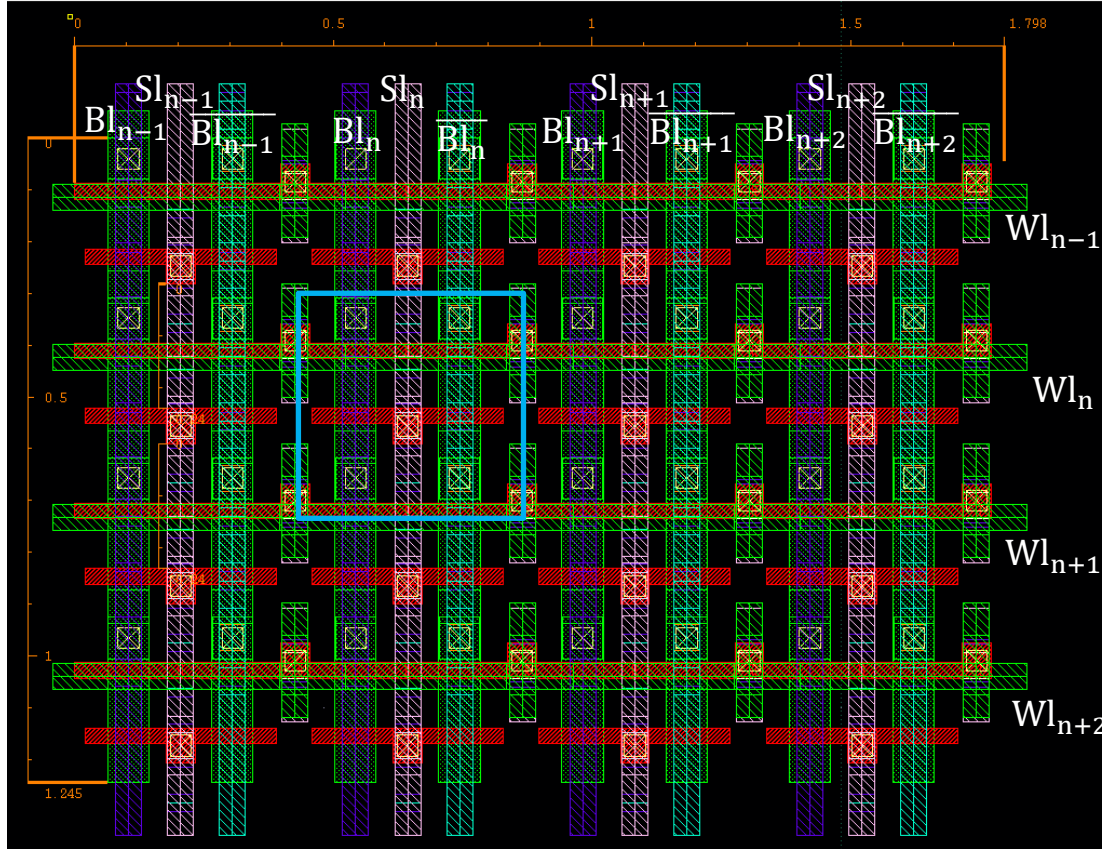 0 0.5 1 1.5 1.798
Sl_{n-1} Sl_n Sl_{n+1} Sl_{n+2}
Bl_{n-1} \overline{Bl_{n-1}} Bl_n \overline{Bl_n} Bl_{n+1} \overline{Bl_{n+1}} Bl_{n+2} \overline{Bl_{n+2}}
0
Wl_{n-1}
Wl_n
0.5
24
Wl_{n+1}
24
1
Wl_{n+2}
1.245